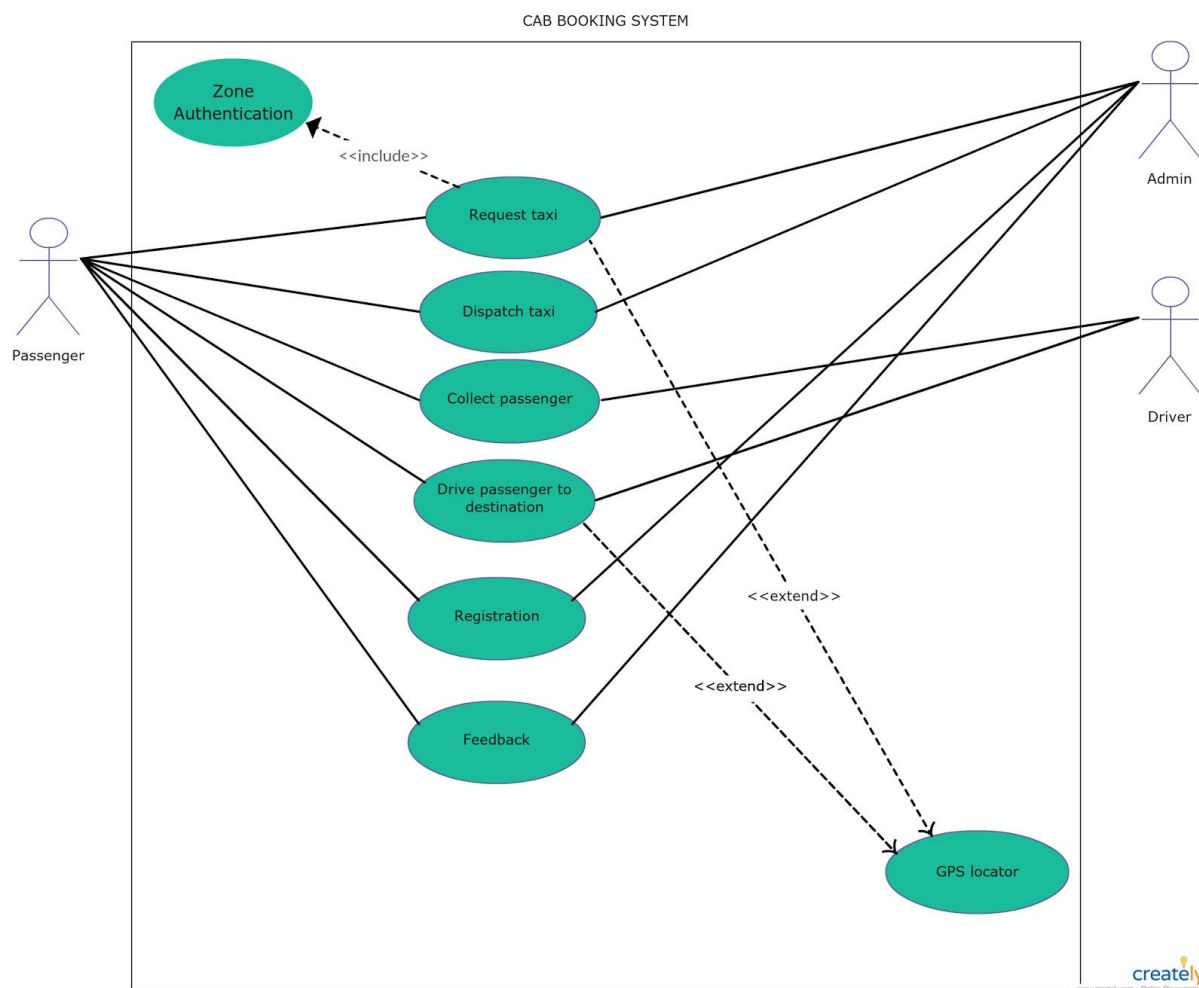 CAB BOOKING SYSTEM
Zone
Authentication
<<include>>
Admin
Request taxi
Passenger
Dispatch taxi
Collect passenger
Driver
Drive passenger to
destination
<<extend>>
Registration
<<extend>>
Feedback
GPS locator
creately